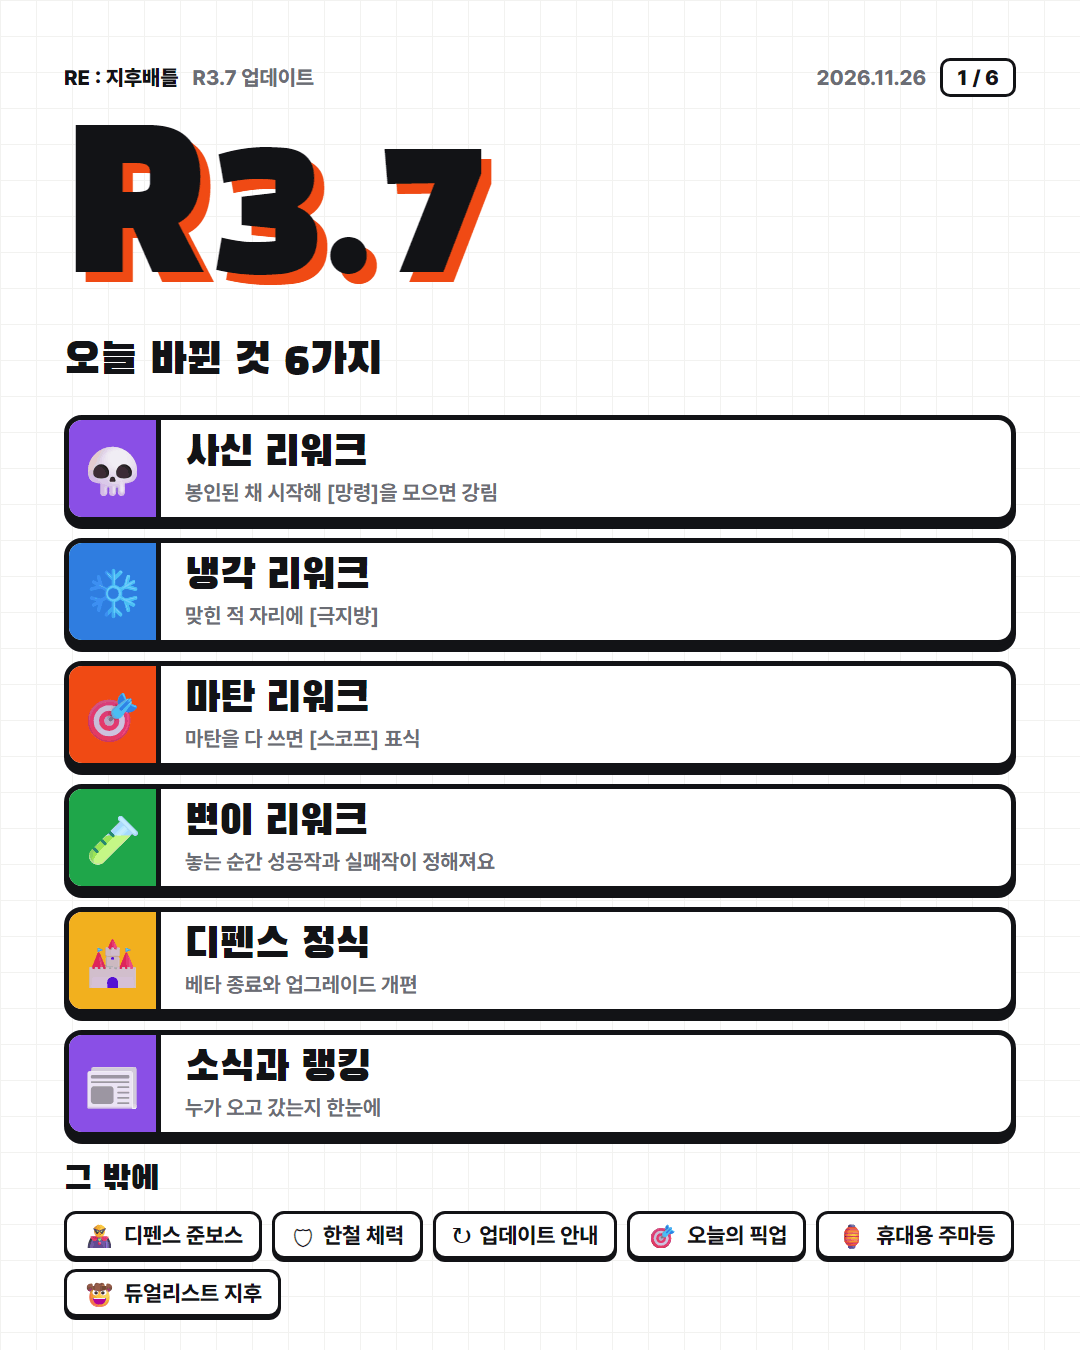 RE : 지후배틀 R3.7 업데이트 2026.11.26 1 / 6
R3.7
오늘 바뀐 것 6가지
사신 리워크
봉인된 채 시작해 [망령]을 모으면 강림
냉각 리워크
맞힌 적 자리에 [극지방]
마탄 리워크
마탄을 다 쓰면 [스코프] 표식
변이 리워크
놓는 순간 성공작과 실패작이 정해져요
디펜스 정식
베타 종료와 업그레이드 개편
소식과 랭킹
누가 오고 갔는지 한눈에
그 밖에
디펜스 준보스 한철 체력 업데이트 안내 오늘의 픽업 휴대용 주마등
듀얼리스트 지후